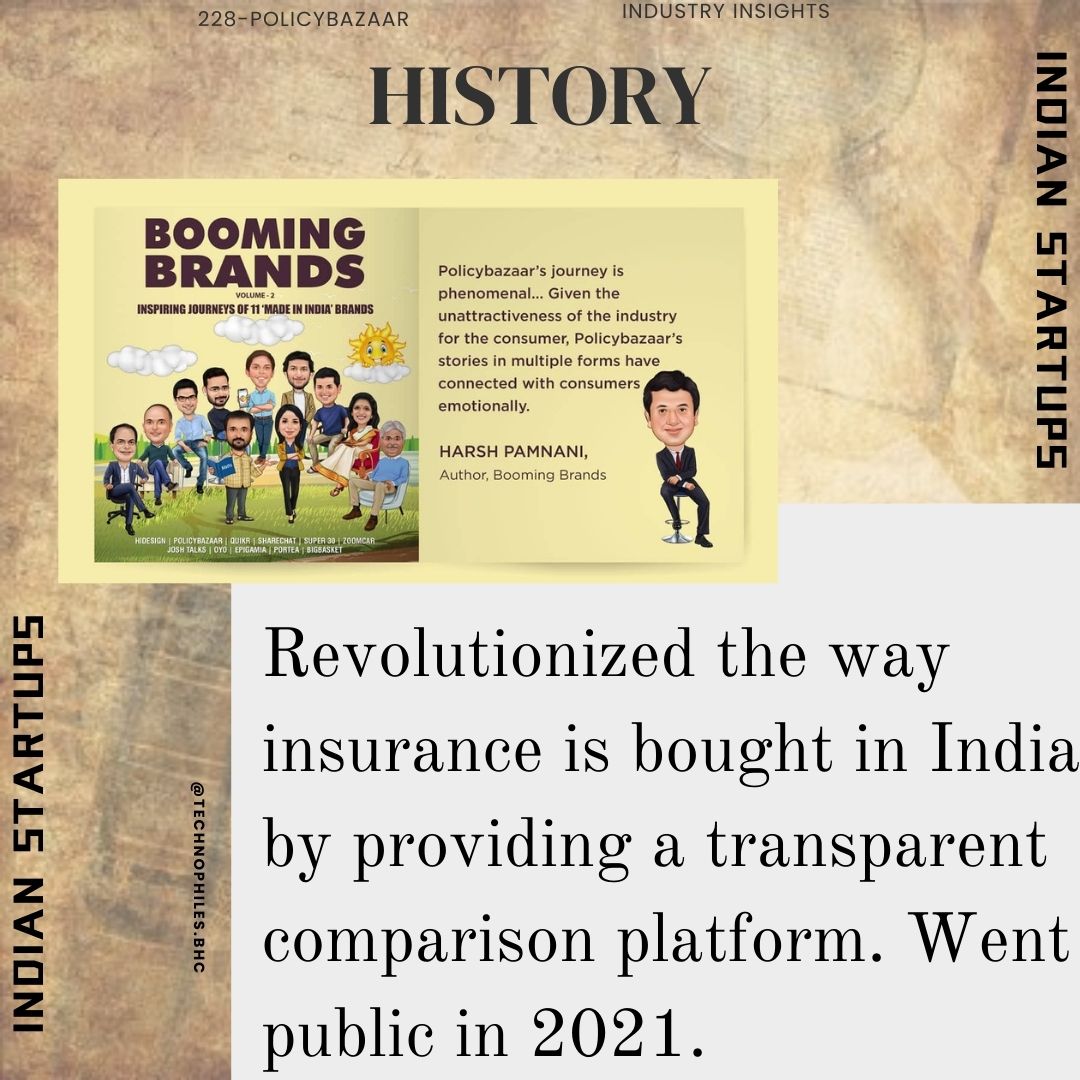 228-POLICYBAZAAR
INDUSTRY INSIGHTS
HISTORY
INDIAN STARTUPS
BOOMING
BRANDS
VOLUME - 2
INSPIRING JOURNEYS OF 11 'MADE IN INDIA' BRANDS
HIDESIGN | POLICYBAZAAR | QUIKR | SHARECHAT | SUPER 30 | ZOOMCAR
JOSH TALKS | OYO | EPIGAMIA | PORTEA | BIGBASKET
Policybazaar's journey is
phenomenal... Given the
unattractiveness of the industry
for the consumer, Policybazaar's
stories in multiple forms have
connected with consumers
emotionally.
HARSH PAMNANI,
Author, Booming Brands
INDIAN STARTUPS
@TECHNOPHILES.BHC
Revolutionized the way
insurance is bought in India
by providing a transparent
comparison platform. Went
public in 2021.